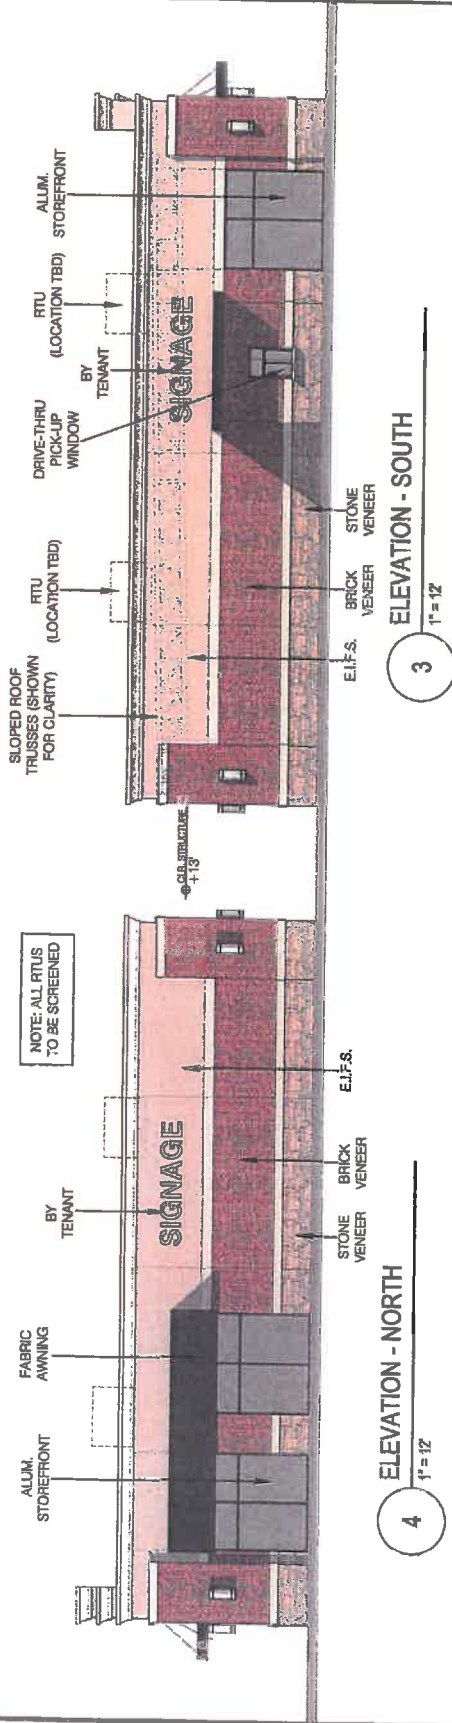 NOTE: ALL RTUS
TO BE SCREENED
ALUM.
STOREFRONT
FABRIC
AWNING
BY
TENANT
SIGNAGE
STONE
VENEER
BRICK
VENEER
E.I.F.S.
4
ELEVATION - NORTH
1" = 12'
CLR. STRUCTURE
+13'
SLOPED ROOF
TRUSSES (SHOWN
FOR CLARITY)
RTU
(LOCATION TBD)
DRIVE-THRU
PICK-UP
WINDOW
BY
TENANT
RTU
(LOCATION TBD)
ALUM.
STOREFRONT
SIGNAGE
E.I.F.S.
BRICK
VENEER
STONE
VENEER
3
ELEVATION - SOUTH
1" = 12'